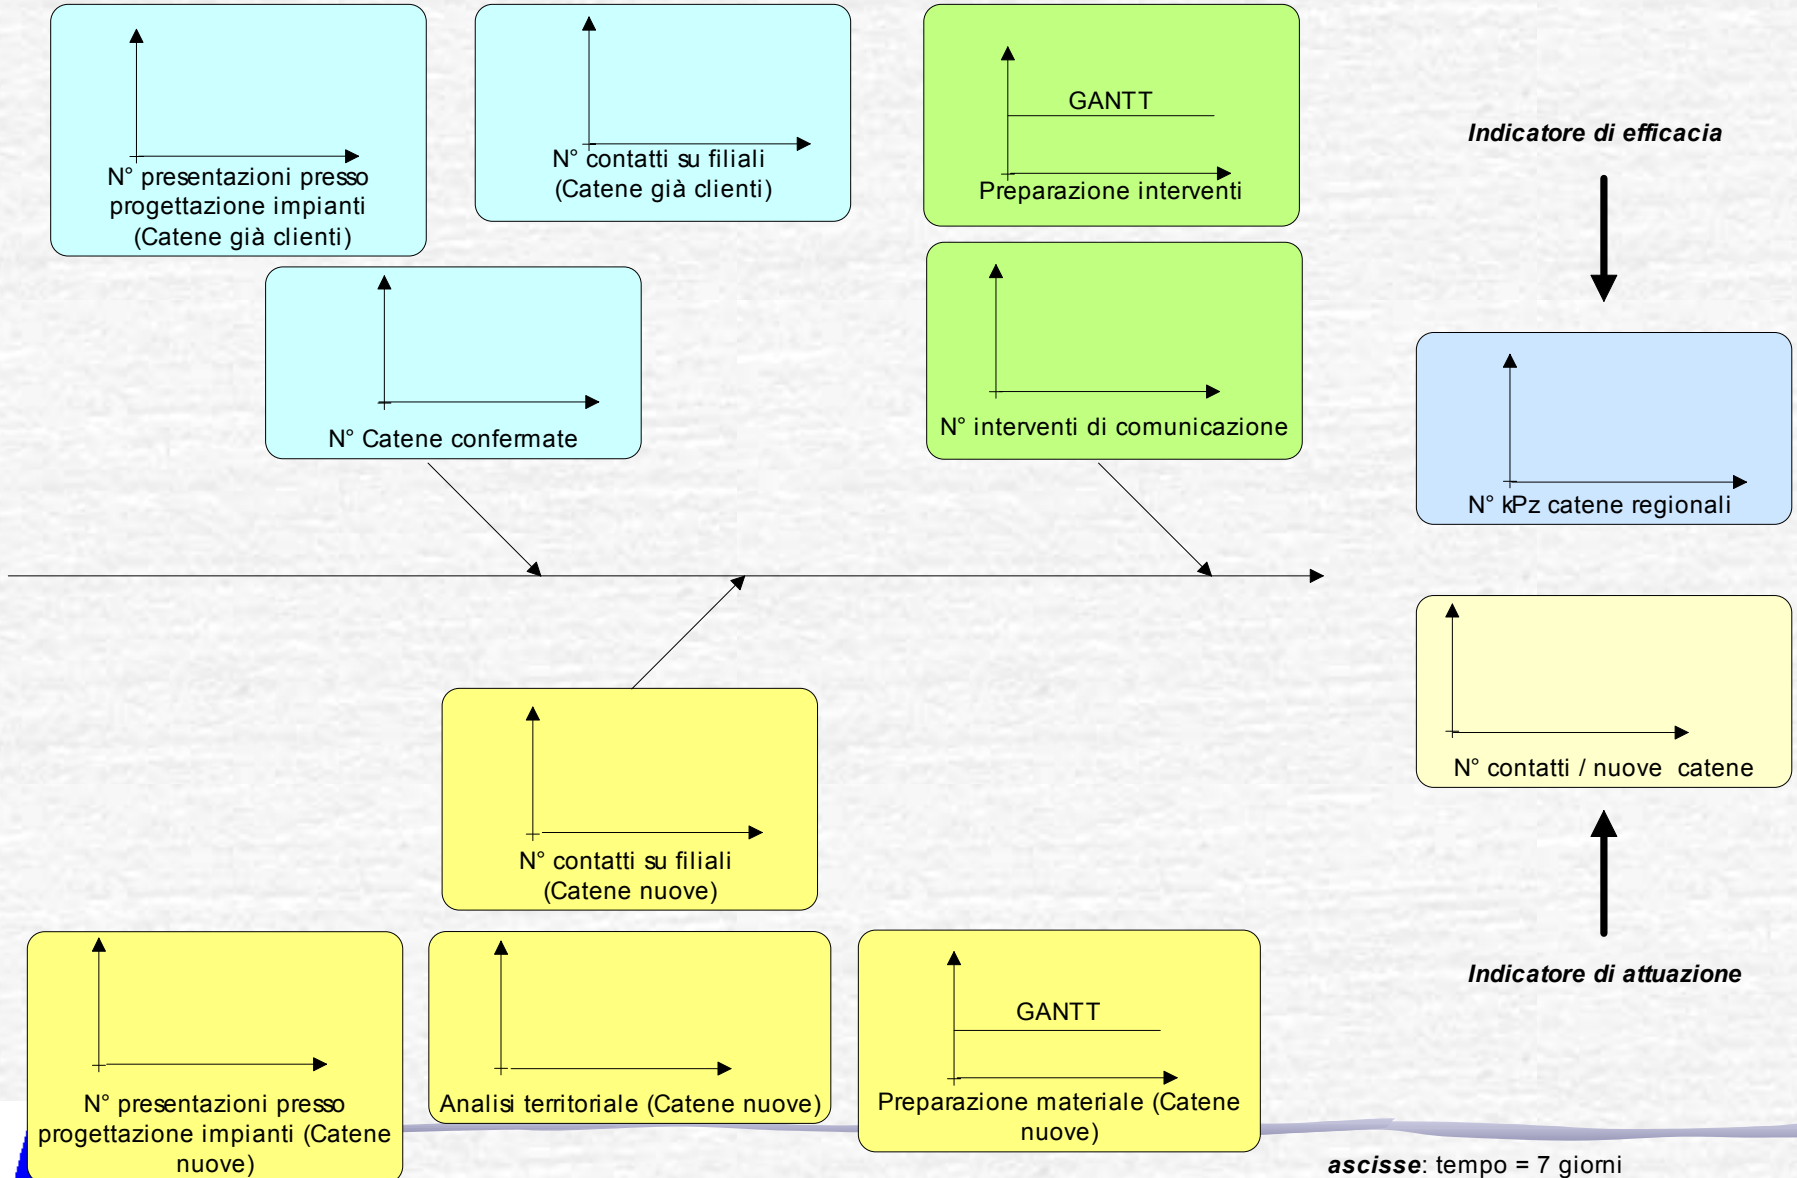 N° presentazioni presso
progettazione impianti
(Catene già clienti)
N° contatti su filiali
(Catene già clienti)
GANTT
Preparazione interventi
Indicatore di efficacia
N° Catene confermate
N° interventi di comunicazione
N° kPz catene regionali
N° contatti / nuove catene
N° contatti su filiali
(Catene nuove)
Indicatore di attuazione
N° presentazioni presso
progettazione impianti (Catene
nuove)
Analisi territoriale (Catene nuove)
GANTT
Preparazione materiale (Catene
nuove)
ascisse: tempo = 7 giorni